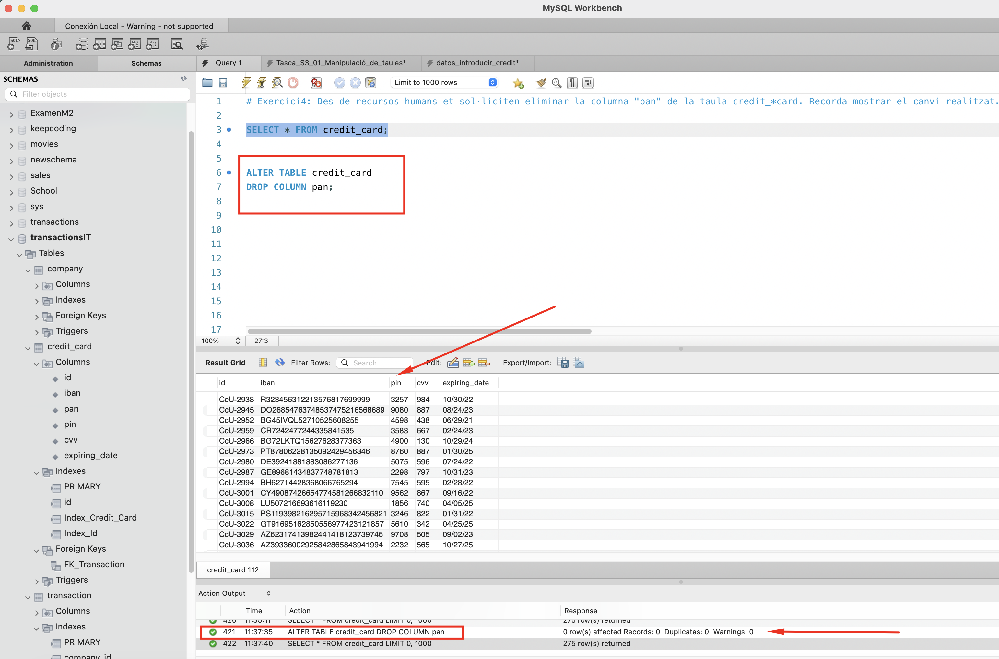 MySQL Workbench
Conexión Local - Warning - not supported
Administration
Schemas
Query 1
Tasca_S3_01_Manipulació_de_taules*
datos_introducir_credit*
SCHEMAS
Filter objects
ExamenM2
keepcoding
movies
newschema
sales
School
sys
transactions
transactionsIT
Tables
company
Columns
Indexes
Foreign Keys
Triggers
credit_card
Columns
id
iban
pan
pin
cvv
expiring_date
Indexes
PRIMARY
id
Index_Credit_Card
Index_Id
Foreign Keys
FK_Transaction
Triggers
transaction
Columns
Indexes
PRIMARY
company_id
Limit to 1000 rows
1 # Exercici4: Des de recursos humans et sol·liciten eliminar la columna "pan" de la taula credit_*card. Recorda mostrar el canvi realitzat.
2
3 SELECT * FROM credit_card;
4
5
6 ALTER TABLE credit_card
7 DROP COLUMN pan;
8
9
10
11
12
13
14
15
16
17
100% 27:3
Result Grid Filter Rows: Search Edit: Export/Import:
id iban pin cvv expiring_date
CcU-2938 R323456312213576817699999 3257 984 10/30/22
CcU-2945 DO26854763748537475216568689 9080 887 08/24/23
CcU-2952 BG45IVQL52710525608255 4598 438 06/29/21
CcU-2959 CR7242477244335841535 3583 667 02/24/23
CcU-2966 BG72LKTQ15627628377363 4900 130 10/29/24
CcU-2973 PT87806228135092429456346 8760 887 01/30/25
CcU-2980 DE39241881883086277136 5075 596 07/24/22
CcU-2987 GE89681434837748781813 2298 797 10/31/23
CcU-2994 BH62714428368066765294 7545 595 02/28/22
CcU-3001 CY49087426654774581266832110 9562 867 09/16/22
CcU-3008 LU507216693616119230 1856 740 04/05/25
CcU-3015 PS119398216295715968342456821 3246 822 01/31/22
CcU-3022 GT91695162850556977423121857 5610 342 04/25/25
CcU-3029 AZ62317413982441418123739746 9708 505 09/02/23
CcU-3036 AZ39336002925842865843941994 2232 565 10/27/25
credit_card 112
Action Output
Time Action Response
420 11:35:11 SELECT * FROM credit_card LIMIT 0, 1000 275 row(s) returned
421 11:37:35 ALTER TABLE credit_card DROP COLUMN pan 0 row(s) affected Records: 0 Duplicates: 0 Warnings: 0
422 11:37:40 SELECT * FROM credit_card LIMIT 0, 1000 275 row(s) returned